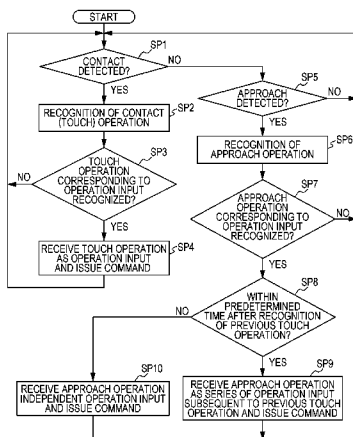 START
SP1
CONTACT
DETECTED?
NO
YES
SP2
RECOGNITION OF CONTACT
(TOUCH) OPERATION
SP3
TOUCH
OPERATION
CORRESPONDING TO
OPERATION INPUT
RECOGNIZED?
NO
YES
SP4
RECEIVE TOUCH OPERATION
AS OPERATION INPUT
AND ISSUE COMMAND
SP5
APPROACH
DETECTED?
NO
YES
SP6
RECOGNITION OF
APPROACH OPERATION
SP7
APPROACH
OPERATION
CORRESPONDING TO
OPERATION INPUT
RECOGNIZED?
NO
YES
SP8
WITHIN
PREDETERMINED
TIME AFTER RECOGNITION
OF PREVIOUS TOUCH
OPERATION?
NO
YES
SP10
RECEIVE APPROACH OPERATION
INDEPENDENT OPERATION INPUT
AND ISSUE COMMAND
SP9
RECEIVE APPROACH OPERATION
AS SERIES OF OPERATION INPUT
SUBSEQUENT TO PREVIOUS TOUCH
OPERATION AND ISSUE COMMAND